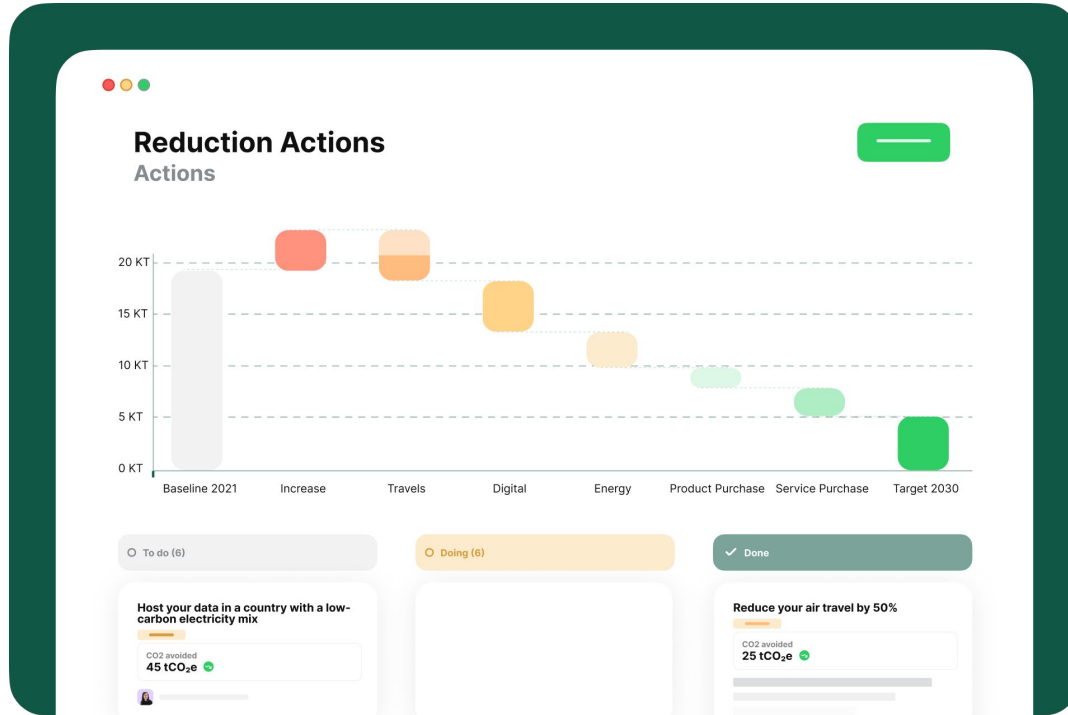 Reduction Actions
Actions
20 KT
15 KT
10 KT
5 KT
0 KT
Baseline 2021 Increase Travels Digital Energy Product Purchase Service Purchase Target 2030
To do (6)
Doing (6)
Done
Host your data in a country with a low-
carbon electricity mix
CO2 avoided
45 tCO₂e
Reduce your air travel by 50%
CO2 avoided
25 tCO₂e